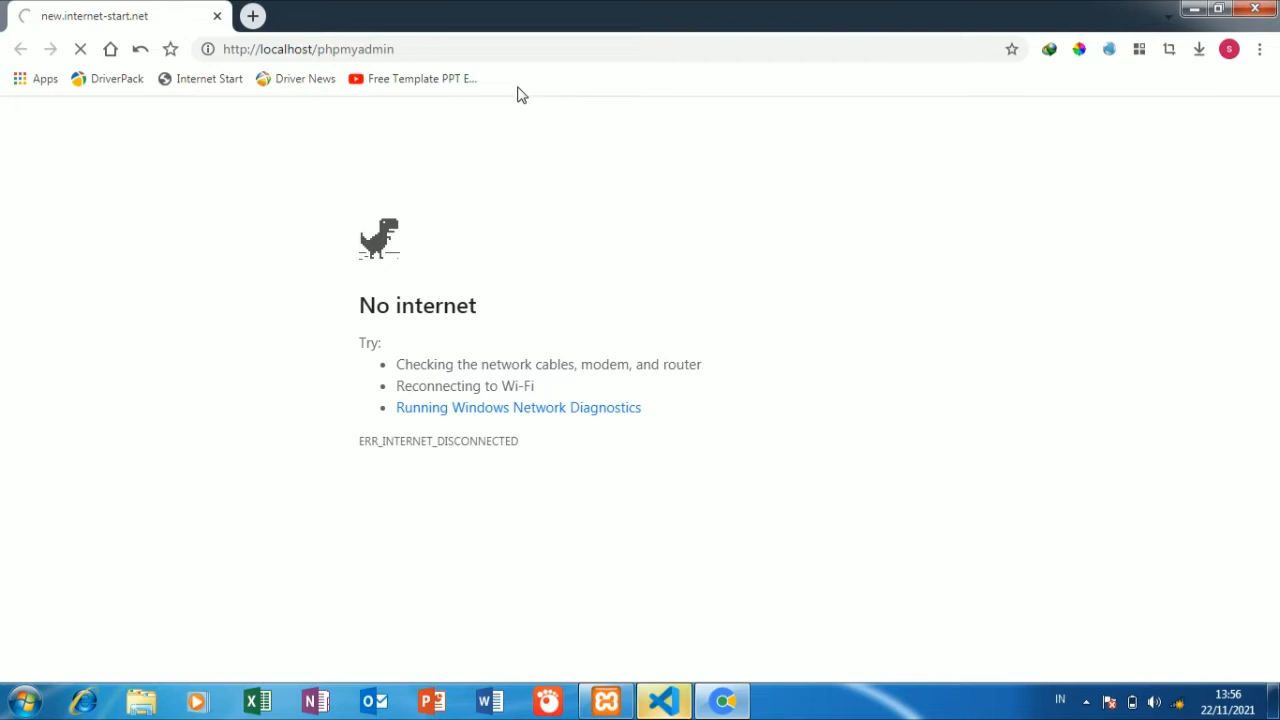 new.internet-start.net
http://localhost/phpmyadmin
S
Apps
DriverPack
Internet Start
Driver News
Free Template PPT E...
No internet
Try:
• Checking the network cables, modem, and router
• Reconnecting to Wi-Fi
• Running Windows Network Diagnostics
ERR_INTERNET_DISCONNECTED
IN
13:56
22/11/2021